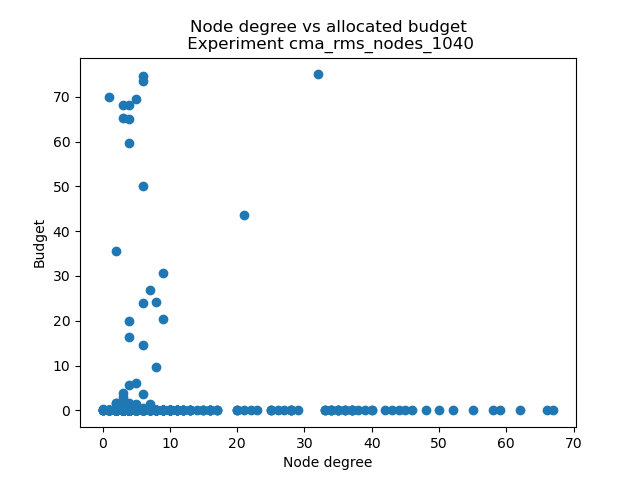 Node degree vs allocated budget
Experiment cma_rms_nodes_1040
70
60
50
40
30
20
10
0
Budget
0 10 20 30 40 50 60 70
Node degree